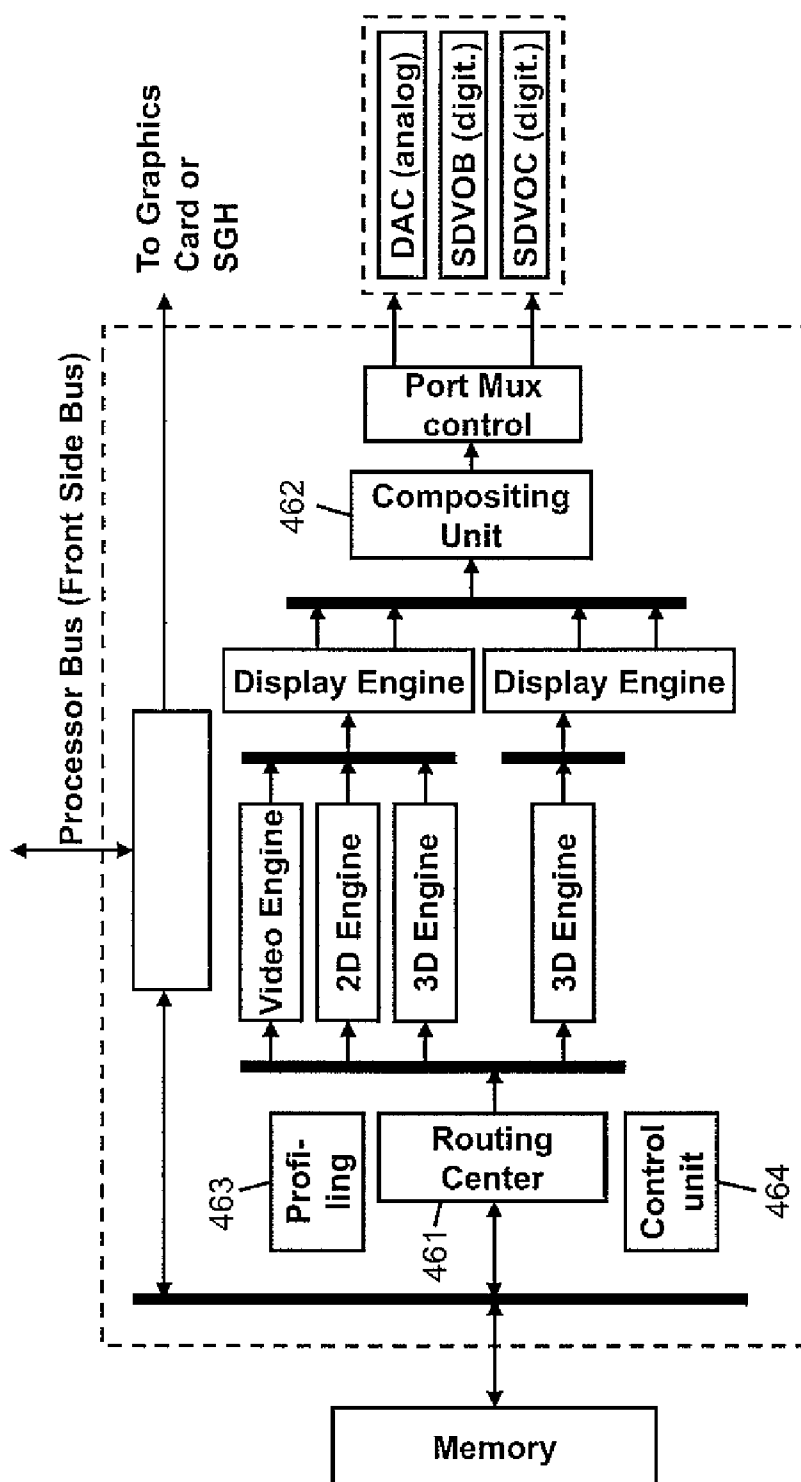 Processor Bus (Front Side Bus)
To Graphics
Card or
SGH
Memory
463
Profi-
ling
461
Routing
Center
Control
unit
464
Video Engine
2D Engine
3D Engine
3D Engine
Display Engine
Display Engine
462
Compositing
Unit
Port Mux
control
DAC (analog)
SDVOB (digit.)
SDVOC (digit.)